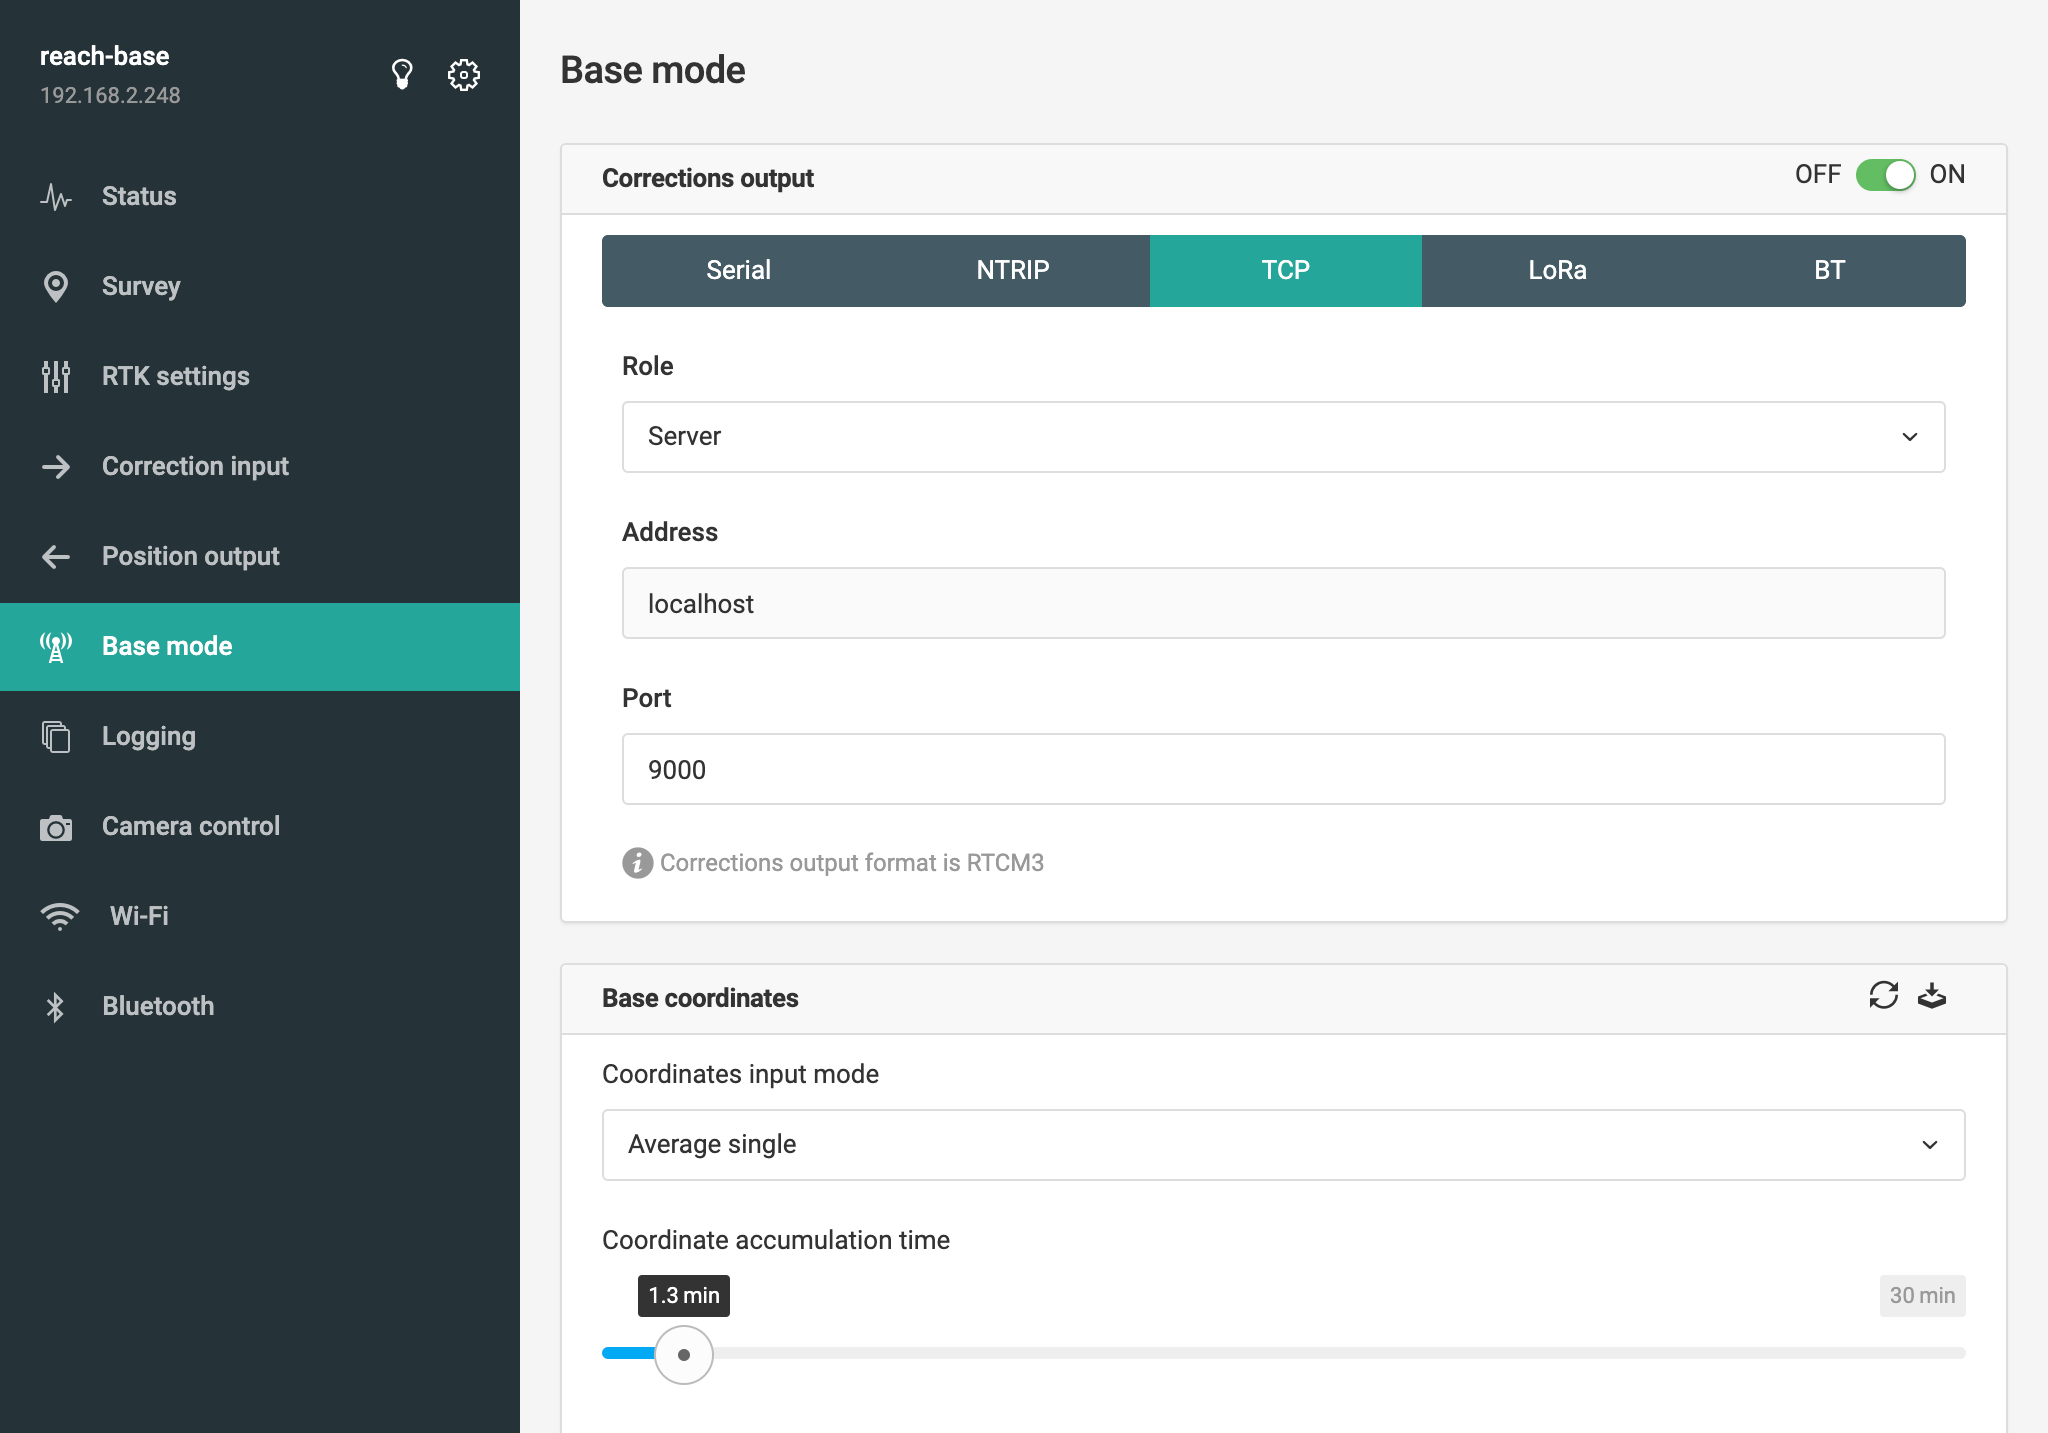 reach-base
192.168.2.248
Status
Survey
RTK settings
Correction input
Position output
Base mode
Logging
Camera control
Wi-Fi
Bluetooth
Base mode
Corrections output
OFF ON
Serial NTRIP TCP LoRa BT
Role
Server
Address
localhost
Port
9000
Corrections output format is RTCM3
Base coordinates
Coordinates input mode
Average single
Coordinate accumulation time
1.3 min 30 min